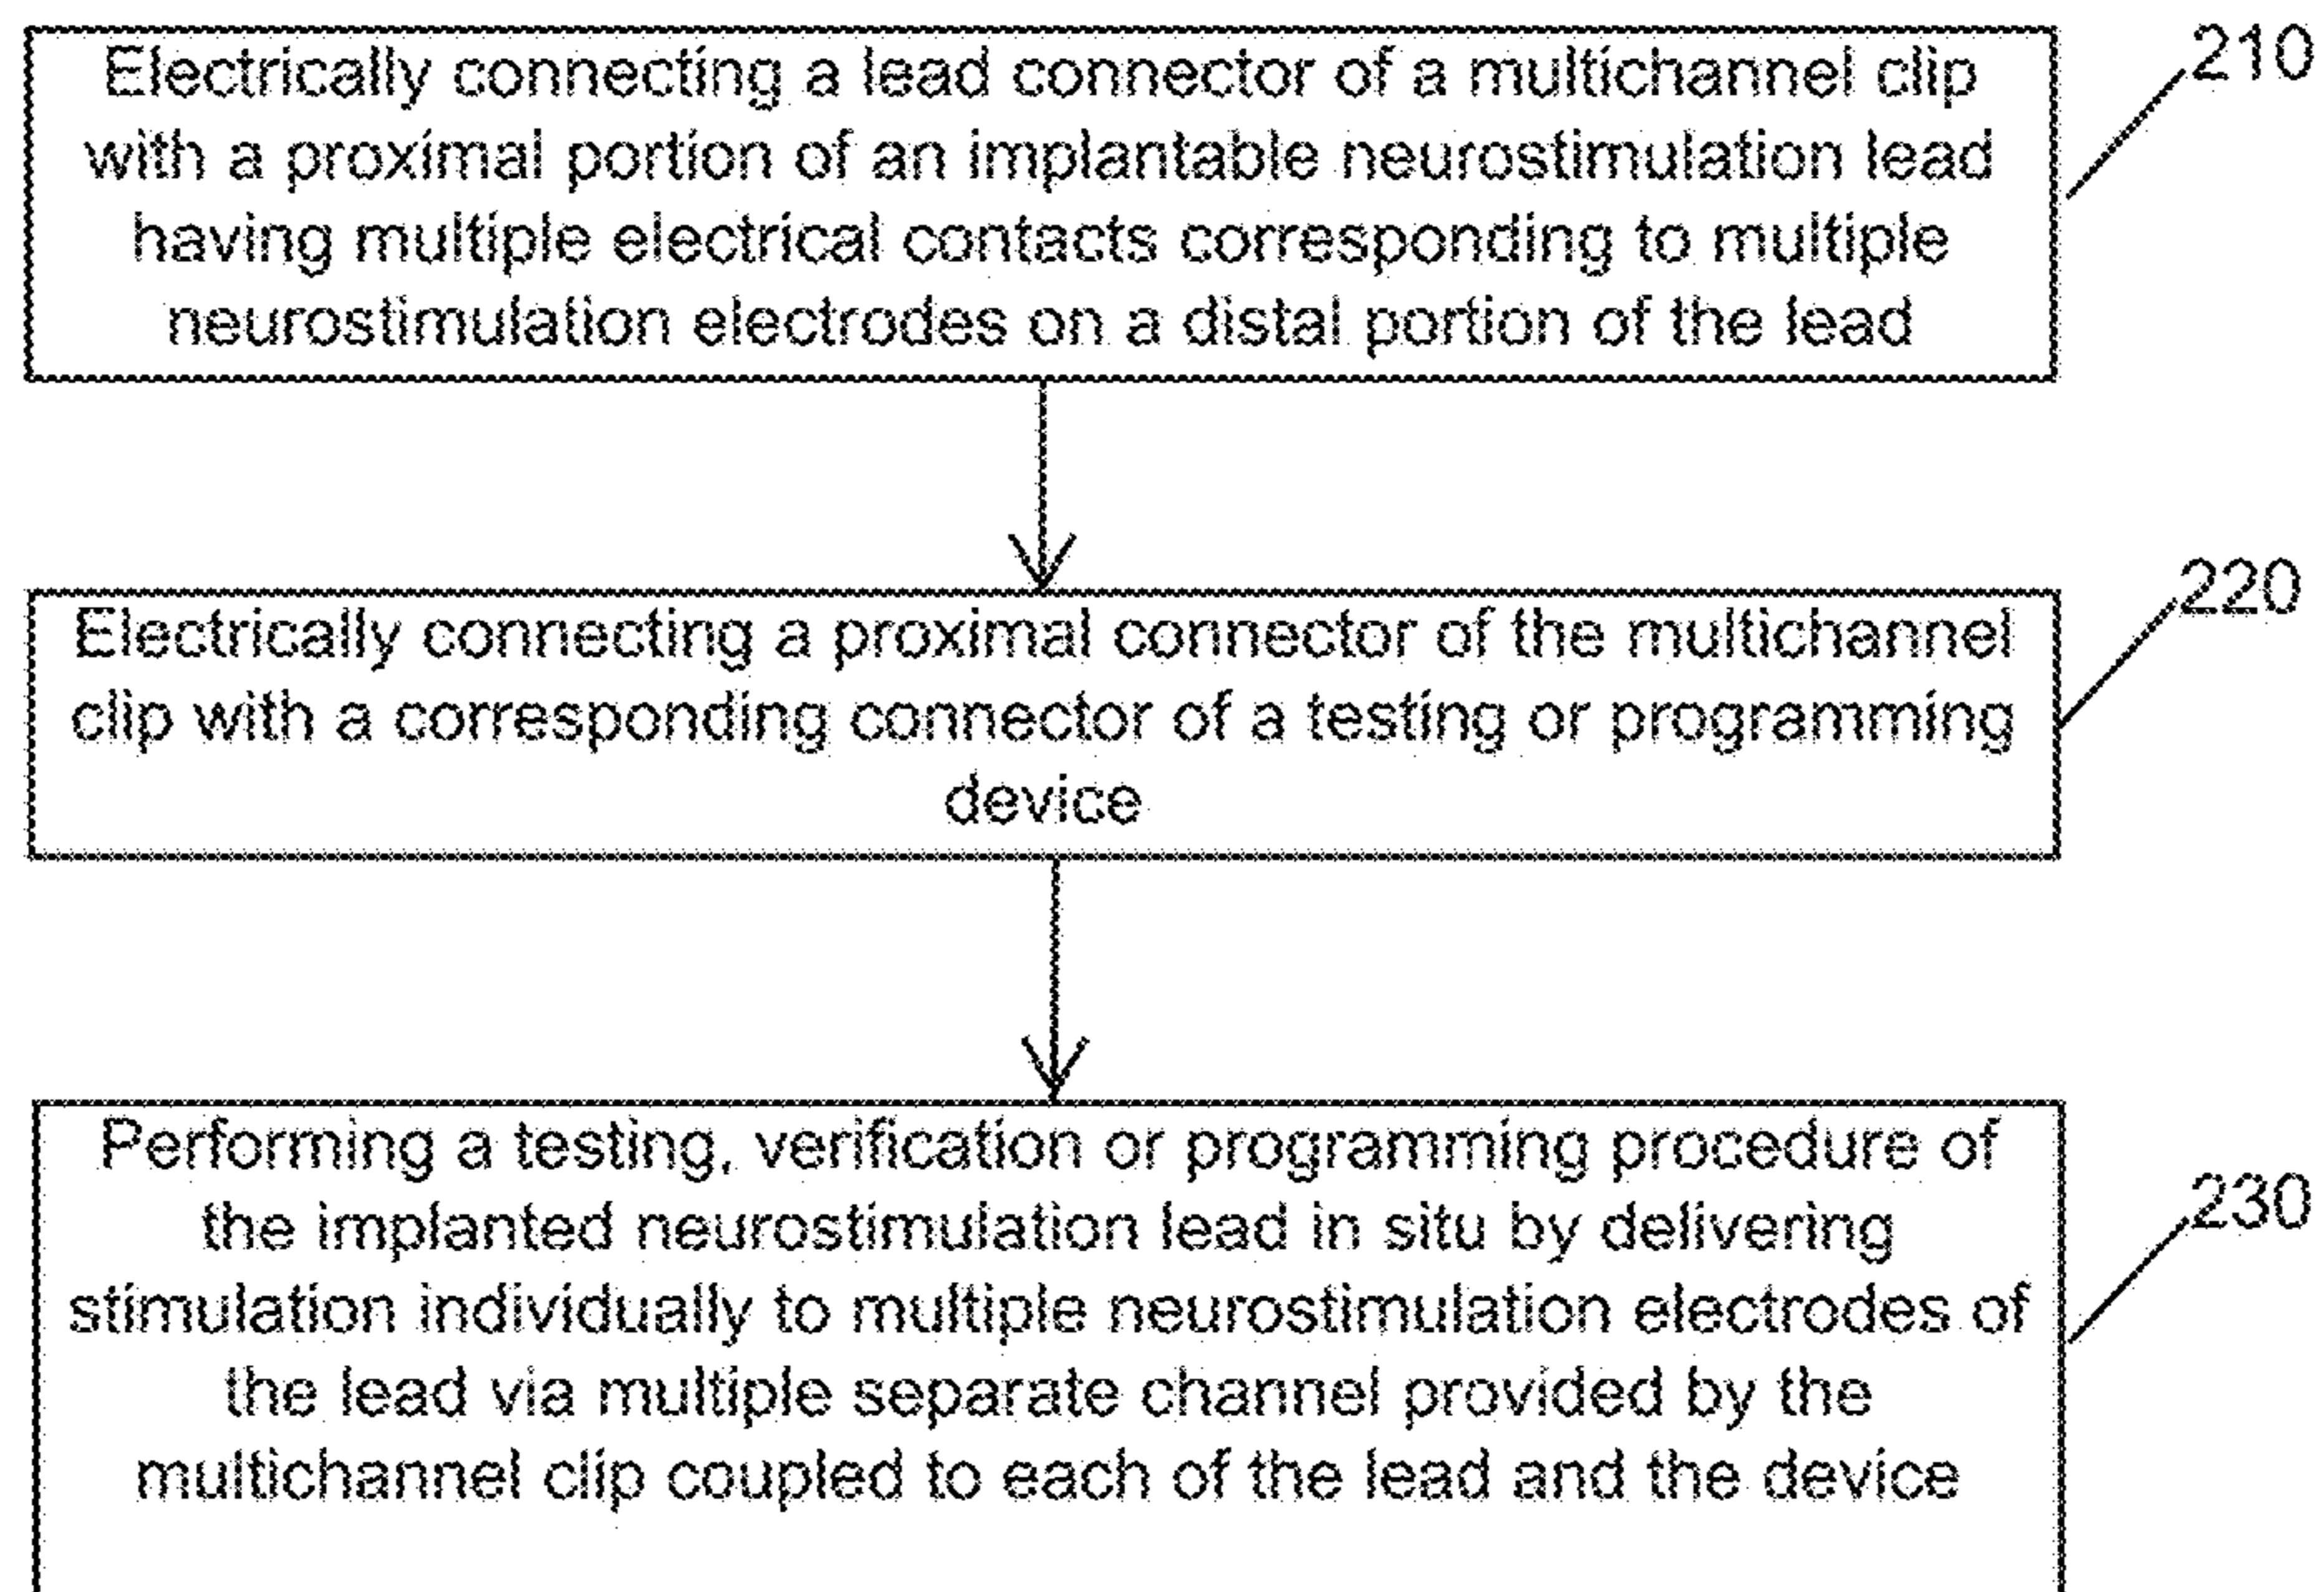 Electrically connecting a lead connector of a multichannel clip
with a proximal portion of an implantable neurostimulation lead
having multiple electrical contacts corresponding to multiple
neurostimulation electrodes on a distal portion of the lead
210
Electrically connecting a proximal connector of the multichannel
clip with a corresponding connector of a testing or programming
device
220
Performing a testing, verification or programming procedure of
the implanted neurostimulation lead in situ by delivering
stimulation individually to multiple neurostimulation electrodes of
the lead via multiple separate channel provided by the
multichannel clip coupled to each of the lead and the device
230